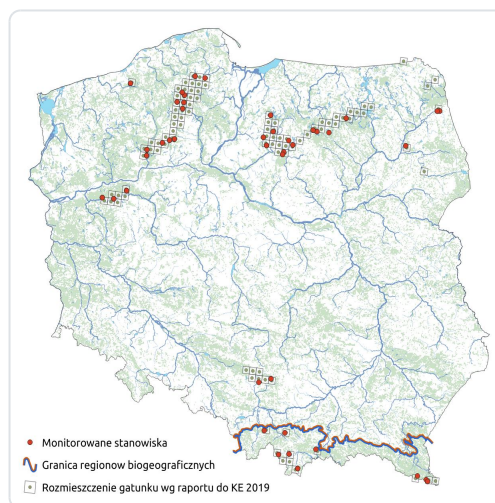 Monitorowane stanowiska
Granica regionow biogeograficznych
Rozmieszczenie gatunku wg raportu do KE 2019